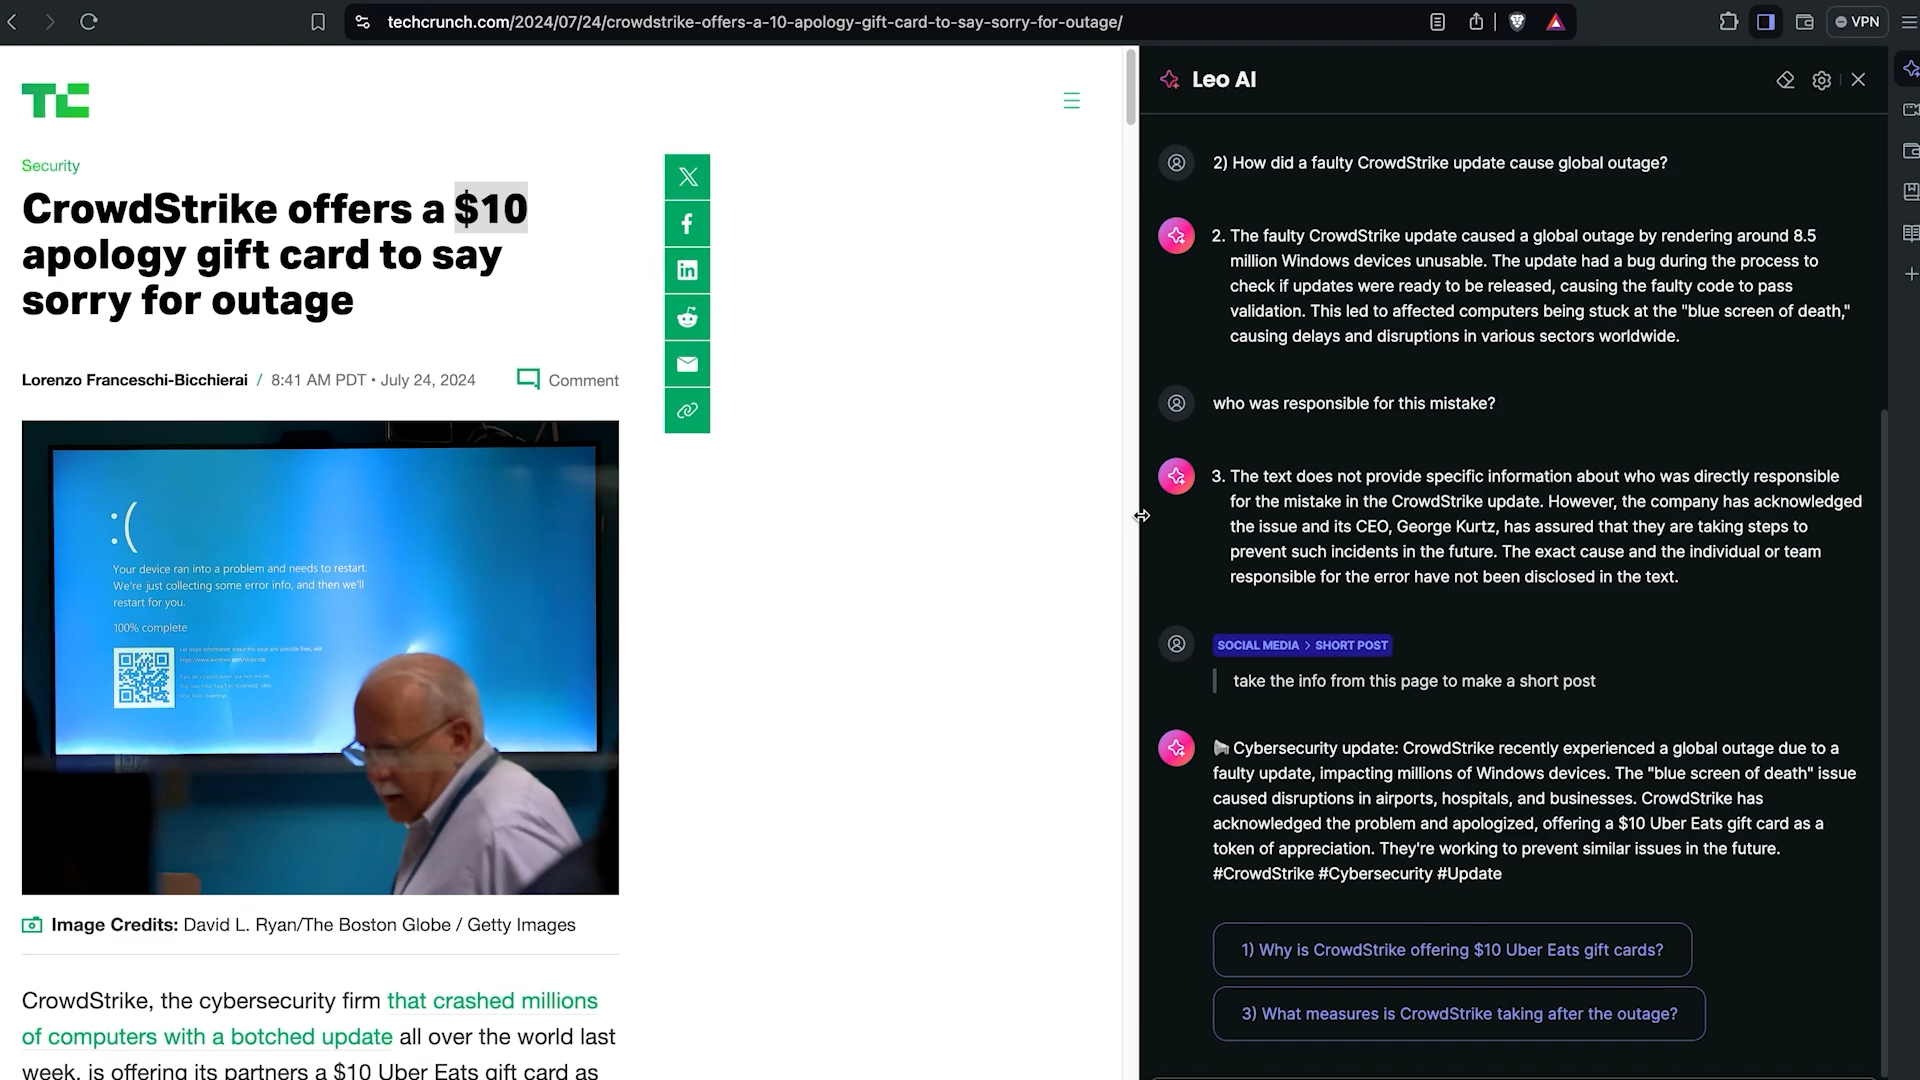 techcrunch.com/2024/07/24/crowdstrike-offers-a-10-apology-gift-card-to-say-sorry-for-outage/
VPN
TC
Security
CrowdStrike offers a $10
apology gift card to say
sorry for outage
Lorenzo Franceschi-Bicchierai / 8:41 AM PDT • July 24, 2024
Comment
:(
Your device ran into a problem and needs to restart.
We're just collecting some error info, and then we'll
restart for you.
100% complete
For more information about this issue and possible fixes, visit
Image Credits: David L. Ryan/The Boston Globe / Getty Images
CrowdStrike, the cybersecurity firm that crashed millions
of computers with a botched update all over the world last
week, is offering its partners a $10 Uber Eats gift card as
Leo AI
2) How did a faulty CrowdStrike update cause global outage?
2. The faulty CrowdStrike update caused a global outage by rendering around 8.5
million Windows devices unusable. The update had a bug during the process to
check if updates were ready to be released, causing the faulty code to pass
validation. This led to affected computers being stuck at the "blue screen of death,"
causing delays and disruptions in various sectors worldwide.
who was responsible for this mistake?
3. The text does not provide specific information about who was directly responsible
for the mistake in the CrowdStrike update. However, the company has acknowledged
the issue and its CEO, George Kurtz, has assured that they are taking steps to
prevent such incidents in the future. The exact cause and the individual or team
responsible for the error have not been disclosed in the text.
SOCIAL MEDIA > SHORT POST
take the info from this page to make a short post
Cybersecurity update: CrowdStrike recently experienced a global outage due to a
faulty update, impacting millions of Windows devices. The "blue screen of death" issue
caused disruptions in airports, hospitals, and businesses. CrowdStrike has
acknowledged the problem and apologized, offering a $10 Uber Eats gift card as a
token of appreciation. They're working to prevent similar issues in the future.
#CrowdStrike #Cybersecurity #Update
1) Why is CrowdStrike offering $10 Uber Eats gift cards?
3) What measures is CrowdStrike taking after the outage?